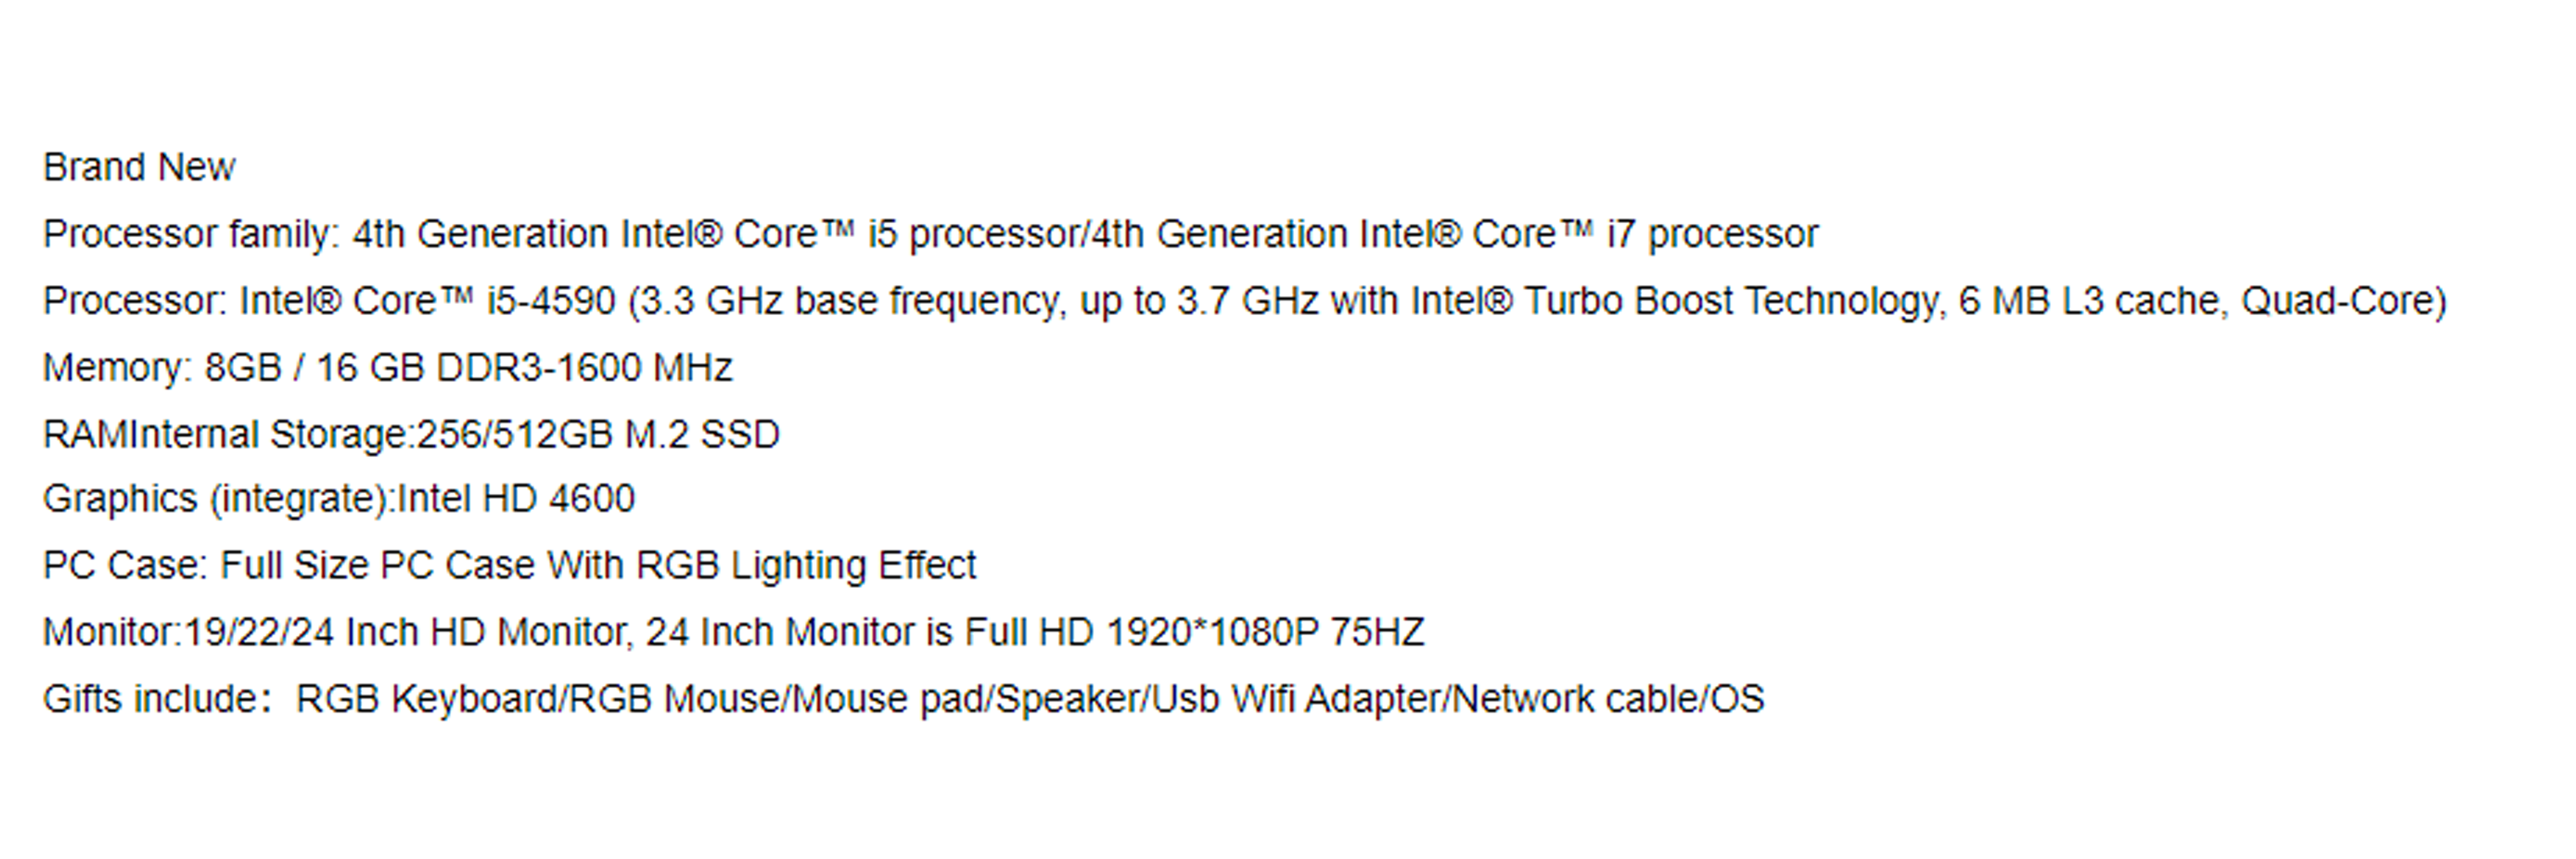 Brand New
Processor family: 4th Generation Intel® Core™ i5 processor/4th Generation Intel® Core™ i7 processor
Processor: Intel® Core™ i5-4590 (3.3 GHz base frequency, up to 3.7 GHz with Intel® Turbo Boost Technology, 6 MB L3 cache, Quad-Core)
Memory: 8GB / 16 GB DDR3-1600 MHz
RAMInternal Storage:256/512GB M.2 SSD
Graphics (integrate):Intel HD 4600
PC Case: Full Size PC Case With RGB Lighting Effect
Monitor:19/22/24 Inch HD Monitor, 24 Inch Monitor is Full HD 1920*1080P 75HZ
Gifts include：RGB Keyboard/RGB Mouse/Mouse pad/Speaker/Usb Wifi Adapter/Network cable/OS